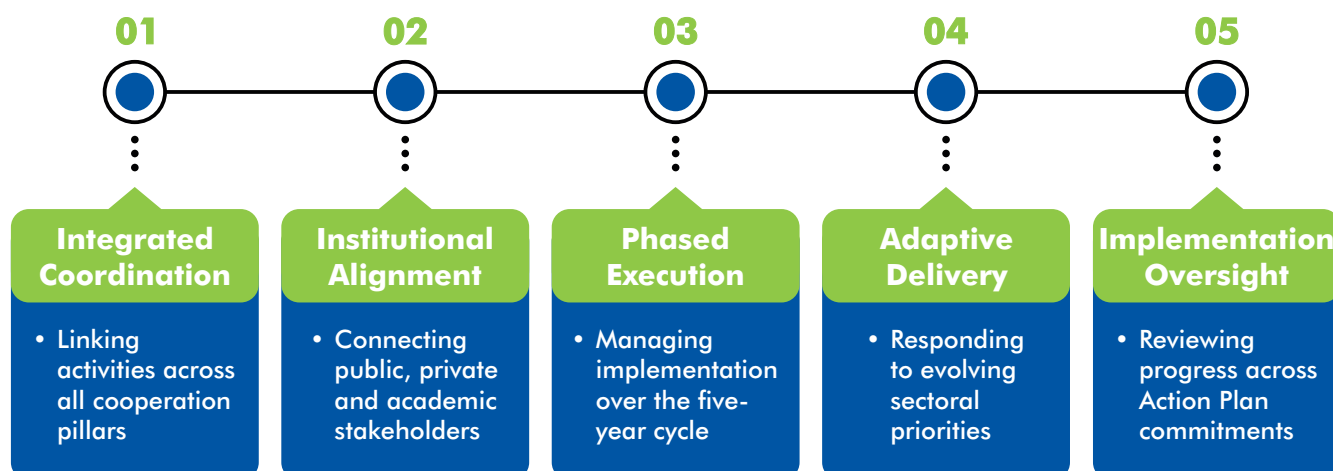 01
02
03
04
05
Integrated
Coordination
• Linking
activities across
all cooperation
pillars
Institutional
Alignment
• Connecting
public, private
and academic
stakeholders
Phased
Execution
• Managing
implementation
over the five-
year cycle
Adaptive
Delivery
• Responding
to evolving
sectoral
priorities
Implementation
Oversight
• Reviewing
progress across
Action Plan
commitments